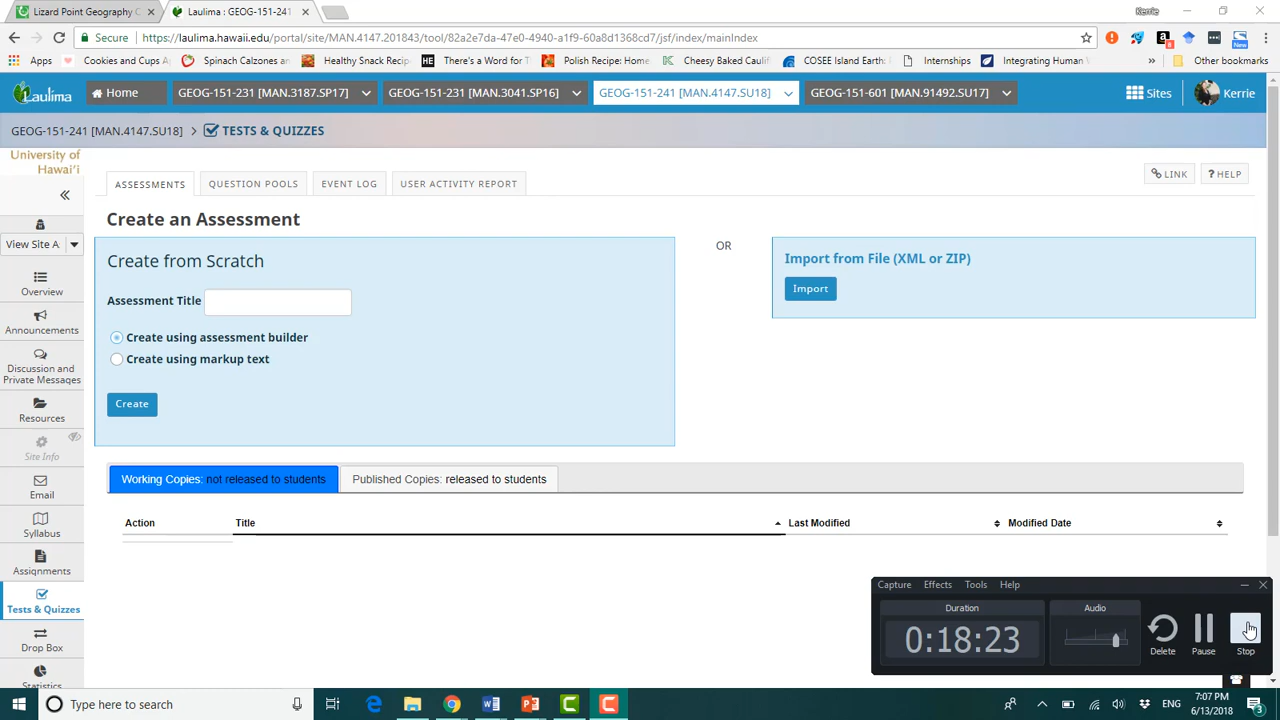 Lizard Point Geography G
Laulima : GEOG-151-241
Kerrie
Secure
https://laulima.hawaii.edu/portal/site/MAN.4147.201843/tool/626eee07-e490-4940-a1f9-60a8d1368cd7/jsf/index/mainIndex
Apps
Cookies and Cups
Spinach Calzones
Healthy Snack Recip
There's a Word for T
Polish Recipe: Home
Cheesy Baked Caulif
COSEE Island Earth:
Internships
Integrating Human
Other Bookmarks
Laulima
Home
GEOG-151-231 [MAN.3187.SP17]
GEOG-151-231 [MAN.3041.SP16]
GEOG-151-241 [MAN.4147.SU18]
GEOG-151-601 [MAN.91492.SU17]
Sites
Kerrie
GEOG-151-241 [MAN.4147.SU18]
TESTS & QUIZZES
University of
Hawai‘i
View Site A
Overview
Announcements
Discussion and
Private Messages
Resources
Site Info
Email
Syllabus
Assignments
Tests & Quizzes
Drop Box
Statistics
ASSESSMENTS
QUESTION POOLS
EVENT LOG
USER ACTIVITY REPORT
LINK
? HELP
Create an Assessment
Create from Scratch
Assessment Title
Create using assessment builder
Create using markup text
Create
OR
Import from File (XML or ZIP)
Import
Working Copies: not released to students
Published Copies: released to students
Action
Title
Last Modified
Modified Date
Capture
Effects
Tools
Help
Duration
0:18:23
Audio
Delete
Pause
Stop
Type here to search
ENG
7:07 PM
6/13/2018